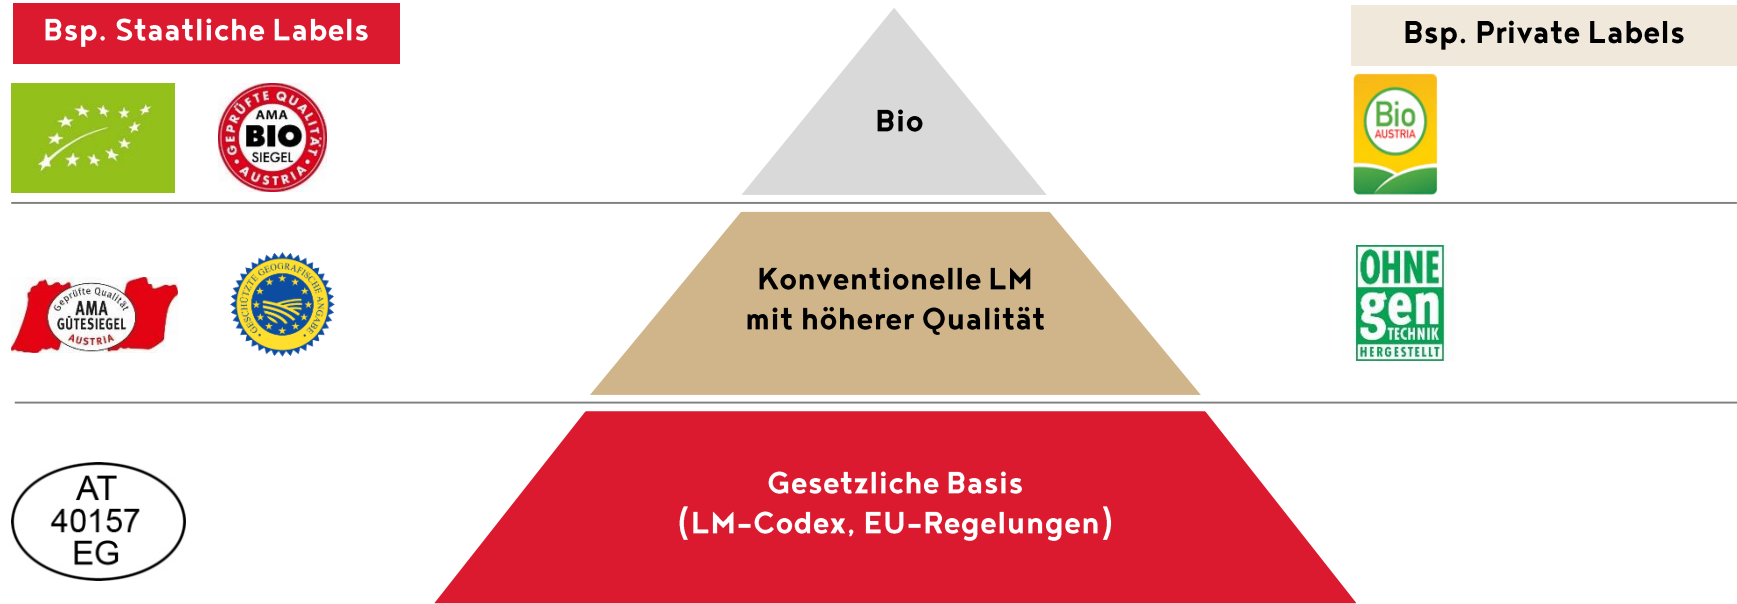 Bsp. Staatliche Labels
Bsp. Private Labels
GEPRÜFTE QUALITÄT
AMA
BIO
SIEGEL
AUSTRIA
Bio
Bio
AUSTRIA
Geprüfte Qualität
AMA
GÜTESIEGEL
AUSTRIA
GESCHÜTZTE GEOGRAFISCHE ANGABE
Konventionelle LM
mit höherer Qualität
OHNE
gen
TECHNIK
HERGESTELLT
AT
40157
EG
Gesetzliche Basis
(LM-Codex, EU-Regelungen)